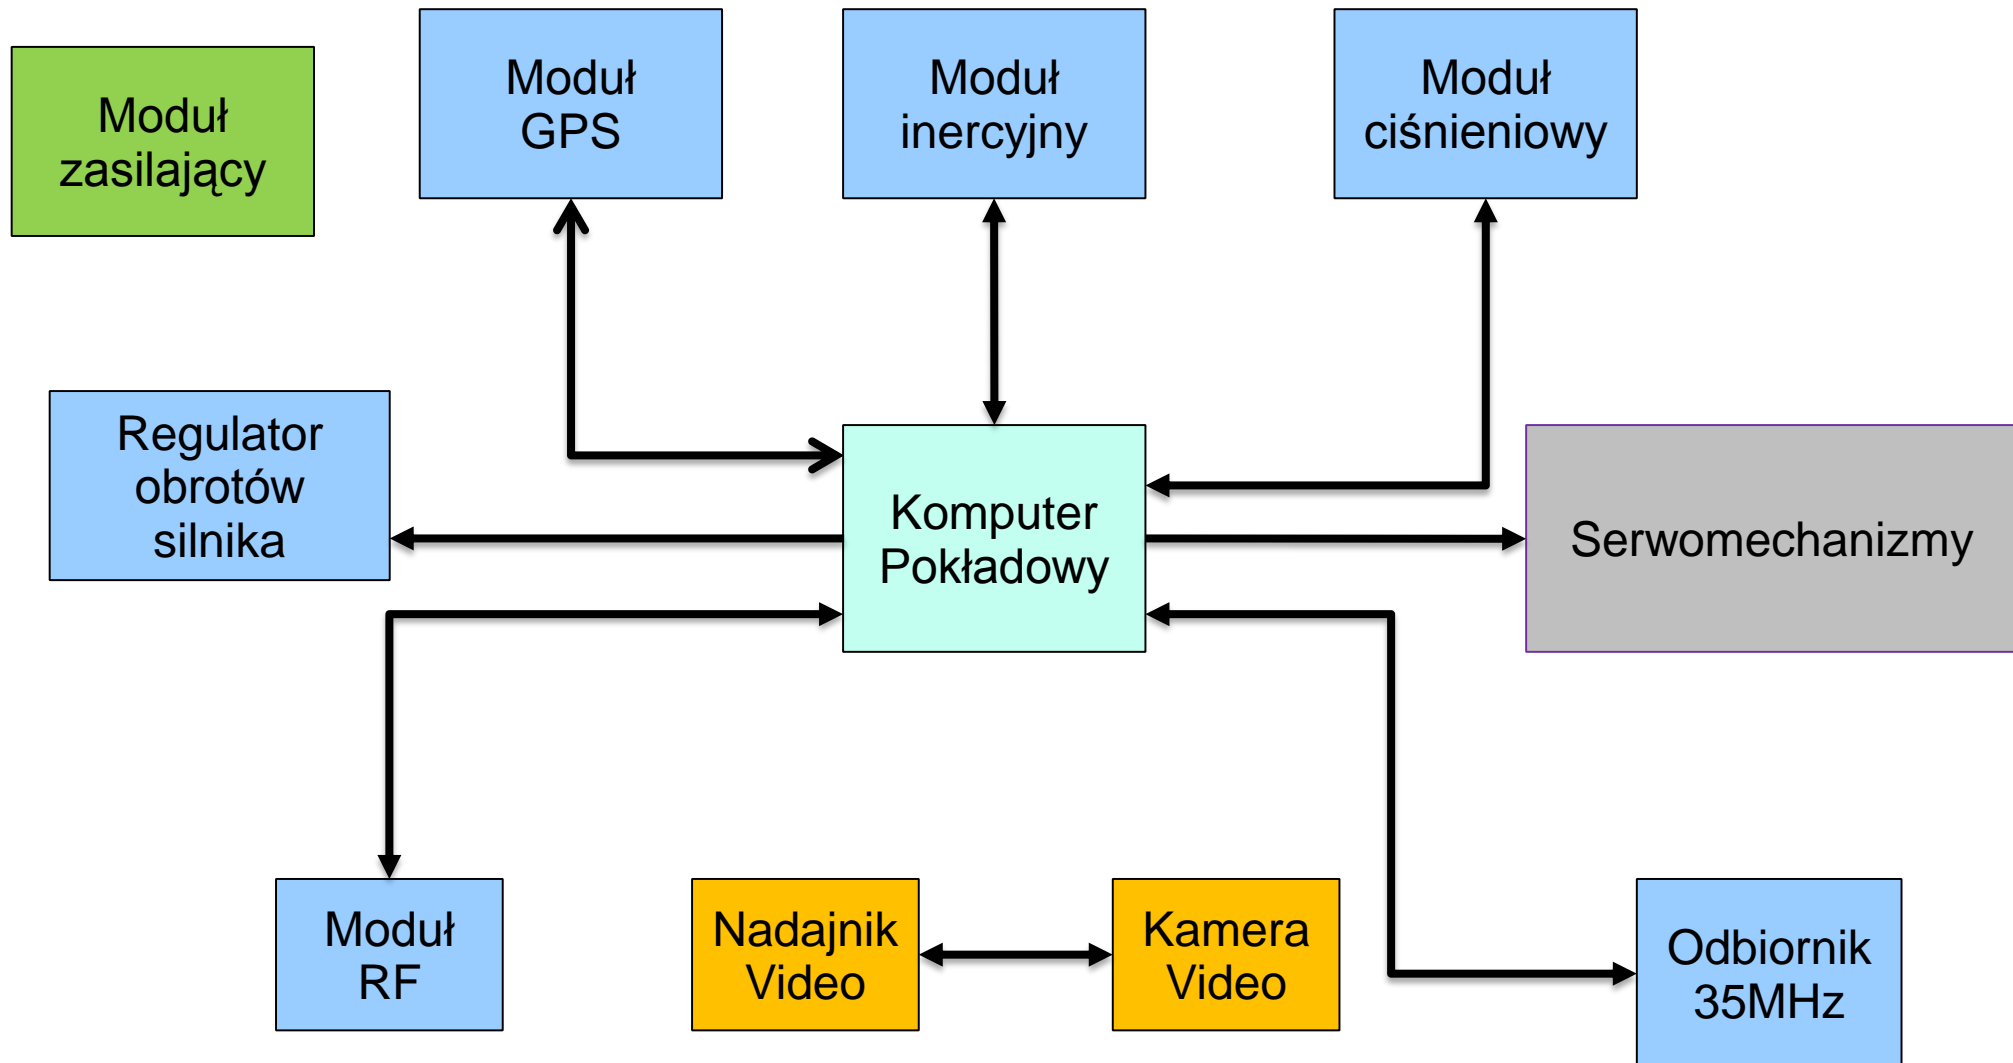 Moduł
zasilający
Moduł
GPS
Moduł
inercyjny
Moduł
ciśnieniowy
Regulator
obrotów
silnika
Komputer
Pokładowy
Serwomechanizmy
Moduł
RF
Nadajnik
Video
Kamera
Video
Odbiornik
35MHz